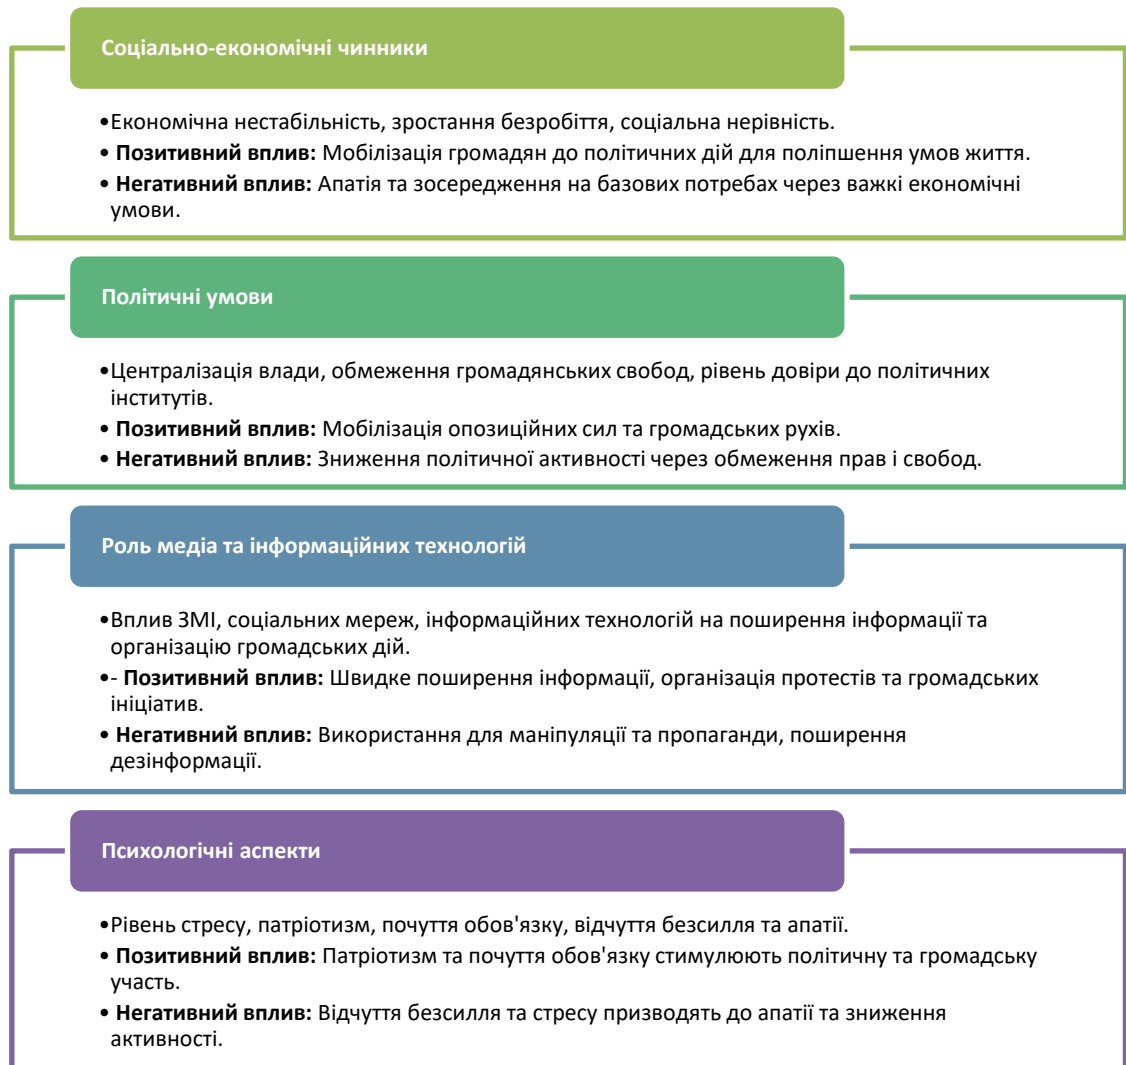 Соціально-економічні чинники
•Економічна нестабільність, зростання безробіття, соціальна нерівність.
• Позитивний вплив: Мобілізація громадян до політичних дій для поліпшення умов життя.
• Негативний вплив: Апатія та зосередження на базових потребах через важкі економічні
умови.
Політичні умови
•Централізація влади, обмеження громадянських свобод, рівень довіри до політичних
інститутів.
• Позитивний вплив: Мобілізація опозиційних сил та громадських рухів.
• Негативний вплив: Зниження політичної активності через обмеження прав і свобод.
Роль медіа та інформаційних технологій
•Вплив ЗМІ, соціальних мереж, інформаційних технологій на поширення інформації та
організацію громадських дій.
•- Позитивний вплив: Швидке поширення інформації, організація протестів та громадських
ініціатив.
• Негативний вплив: Використання для маніпуляції та пропаганди, поширення
дезінформації.
Психологічні аспекти
•Рівень стресу, патріотизм, почуття обов'язку, відчуття безсилля та апатії.
• Позитивний вплив: Патріотизм та почуття обов'язку стимулюють політичну та громадську
участь.
• Негативний вплив: Відчуття безсилля та стресу призводять до апатії та зниження
активності.